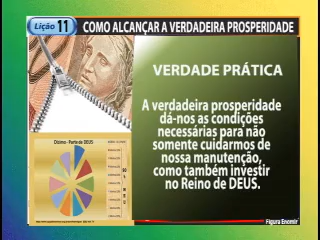 Lição 11
COMO ALCANÇAR A VERDADEIRA PROSPERIDADE
VERDADE PRÁTICA
A verdadeira prosperidade
dá-nos as condições
necessárias para não
somente cuidarmos de
nossa manutenção,
como também investir
no Reino de DEUS.
Dízimo - Parte de DEUS
Figura Enomir